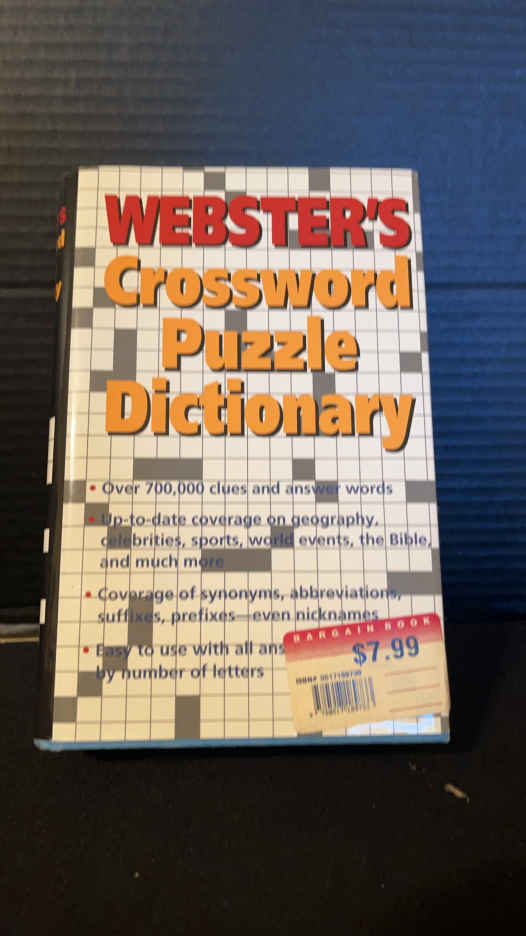 WEBSTER'S
Crossword
Puzzle
Dictionary
• Over 700,000 clues and answer words
• Up-to-date coverage on geography,
celebrities, sports, world events, the Bible,
and much more
• Coverage of synonyms, abbreviations,
suffixes, prefixes—even nicknames
• Easy to use with all ans
by number of letters
BARGAIN BOOK
$7.99